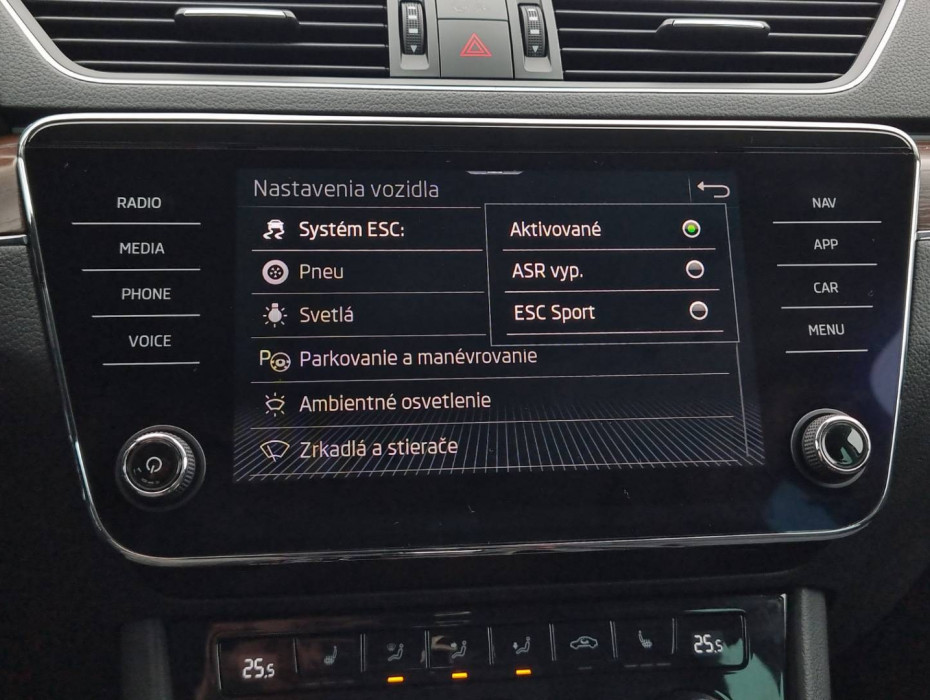 RADIO
MEDIA
PHONE
VOICE
Nastavenia vozidla
Systém ESC:
Pneu
Svetlá
Parkovanie a manévrovanie
Ambientné osvetlenie
Zrkadlá a stierače
Aktivované
ASR vyp.
ESC Sport
NAV
APP
CAR
MENU
25.5
25.5